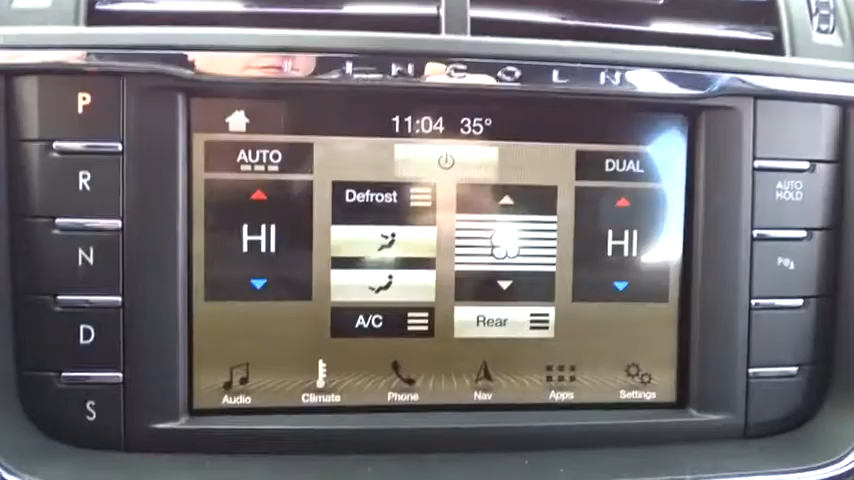 LINCOLN
P
R
N
D
S
11:04 35°
AUTO
DUAL
Defrost
HI
HI
A/C
Rear
Audio
Climate
Phone
Nav
Apps
Settings
AUTO
HOLD